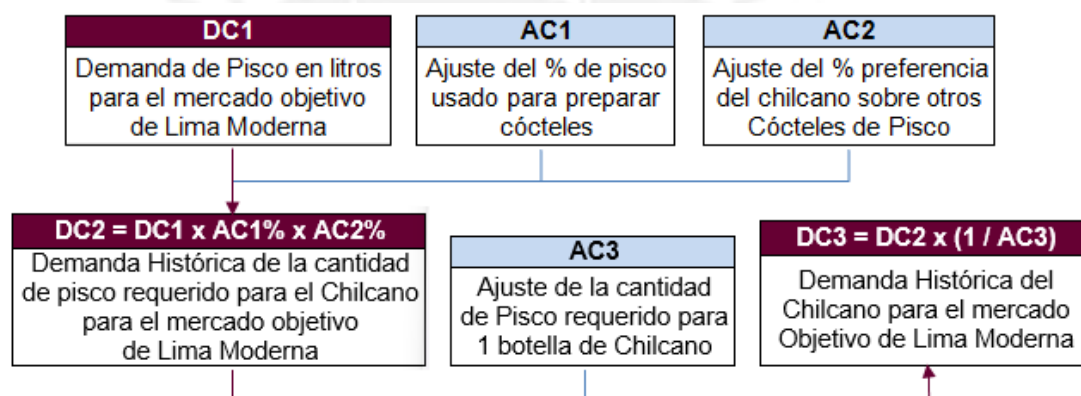 DC1
Demanda de Pisco en litros
para el mercado objetivo
de Lima Moderna
AC1
Ajuste del % de pisco
usado para preparar
cócteles
AC2
Ajuste del % preferencia
del chilcano sobre otros
Cócteles de Pisco
DC2 = DC1 x AC1% x AC2%
Demanda Histórica de la cantidad
de pisco requerido para el Chilcano
para el mercado objetivo
de Lima Moderna
AC3
Ajuste de la cantidad
de Pisco requerido para
1 botella de Chilcano
DC3 = DC2 x (1 / AC3)
Demanda Histórica del
Chilcano para el mercado
Objetivo de Lima Moderna